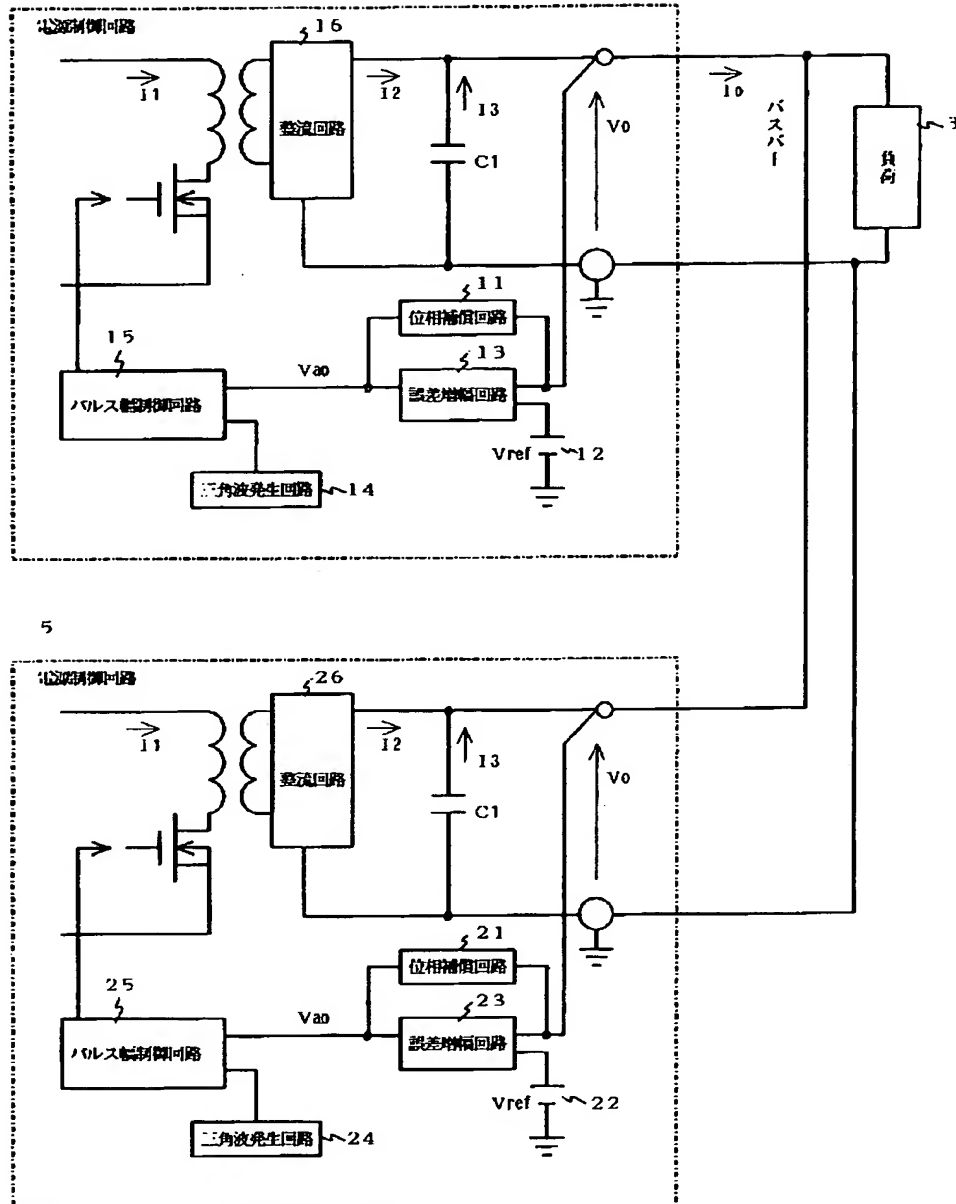 電源制御回路
16
I1
I2
I3
整流回路
C1
V0
I0
バスバー
負荷
11
位相補償回路
15
13
Vao
パルス幅制御回路
誤差増幅回路
Vref
12
三角波発生回路
14
5
電源制御回路
26
I1
I2
I3
整流回路
C1
V0
21
位相補償回路
25
23
Vao
パルス幅制御回路
誤差増幅回路
Vref
22
三角波発生回路
24